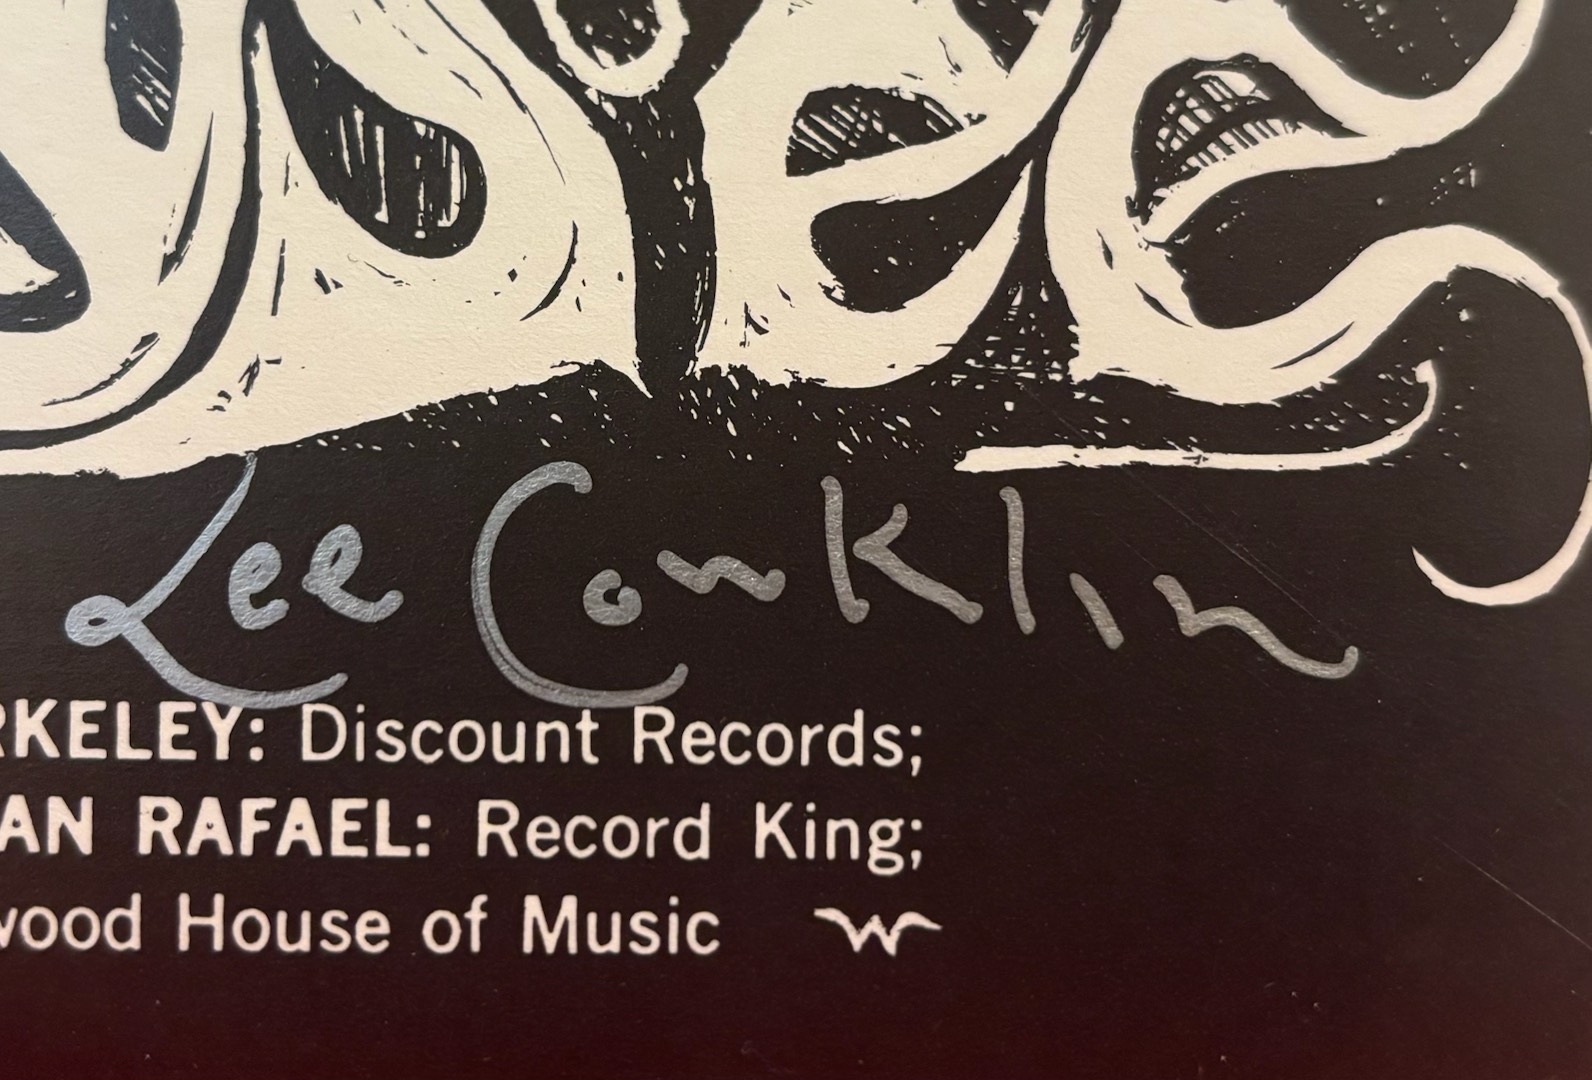 Lee Conklin
RKELEY: Discount Records;
AN RAFAEL: Record King;
wood House of Music